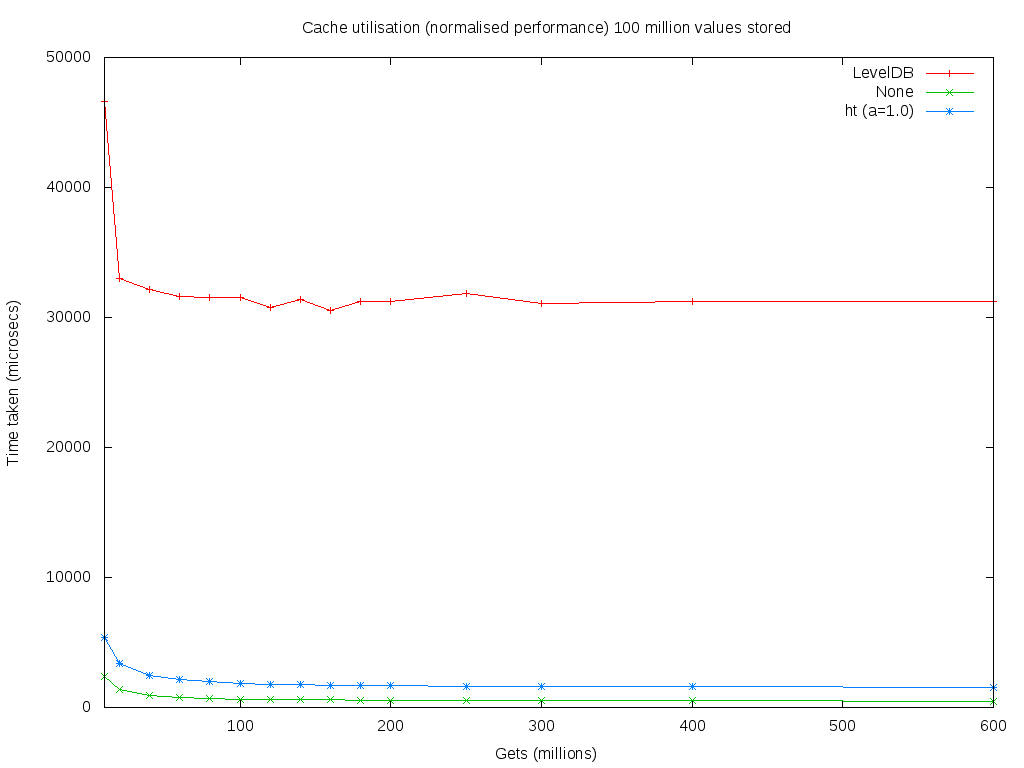 Cache utilisation (normalised performance) 100 million values stored
50000
40000
30000
20000
10000
0
Time taken (microsecs)
LevelDB
None
ht (a=1.0)
100 200 300 400 500 600
Gets (millions)